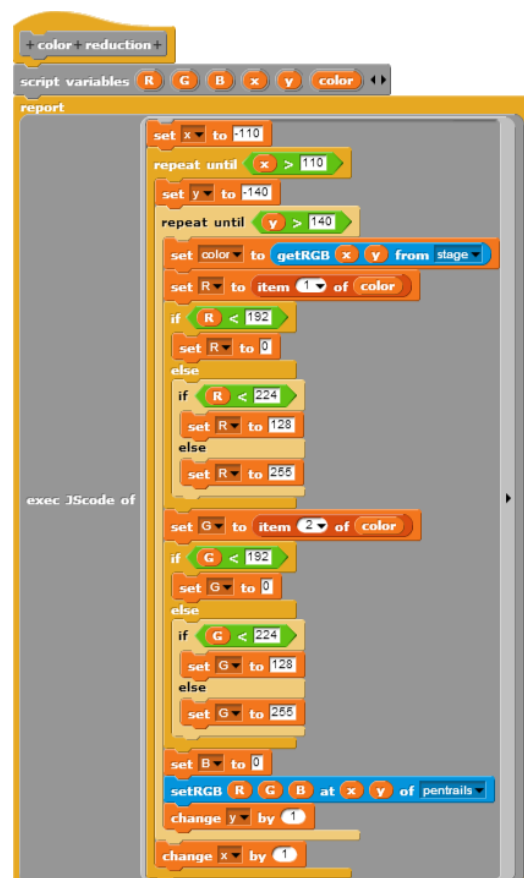 + color + reduction +
script variables R G B x y color
report
set x to -110
repeat until x > 110
set y to -140
repeat until y > 140
set color to getRGB x y from stage
set R to item 1 of color
if R < 192
set R to 0
else
if R < 224
set R to 128
else
set R to 255
exec JScode of
set G to item 2 of color
if G < 192
set G to 0
else
if G < 224
set G to 128
else
set G to 255
set B to 0
setRGB R G B at x y of pentrails
change y by 1
change x by 1